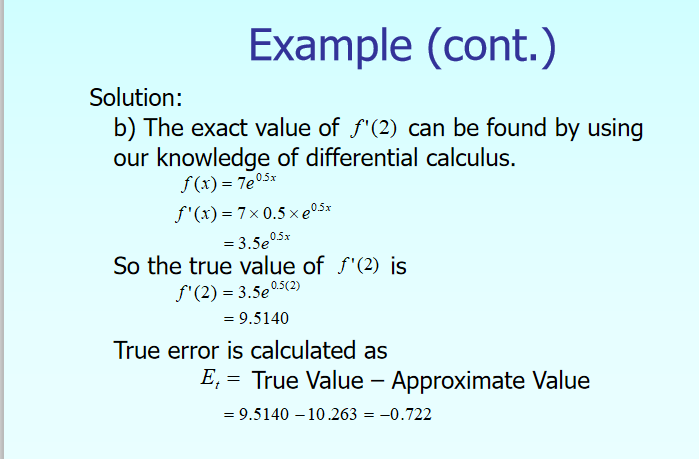 Example (cont.)
Solution:
b) The exact value of f'(2) can be found by using
our knowledge of differential calculus.
f(x) = 7e^{0.5x}
f'(x) = 7 × 0.5 × e^{0.5x}
= 3.5e^{0.5x}
So the true value of f'(2) is
f'(2) = 3.5e^{0.5(2)}
= 9.5140
True error is calculated as
E_t = True Value – Approximate Value
= 9.5140 – 10.263 = –0.722